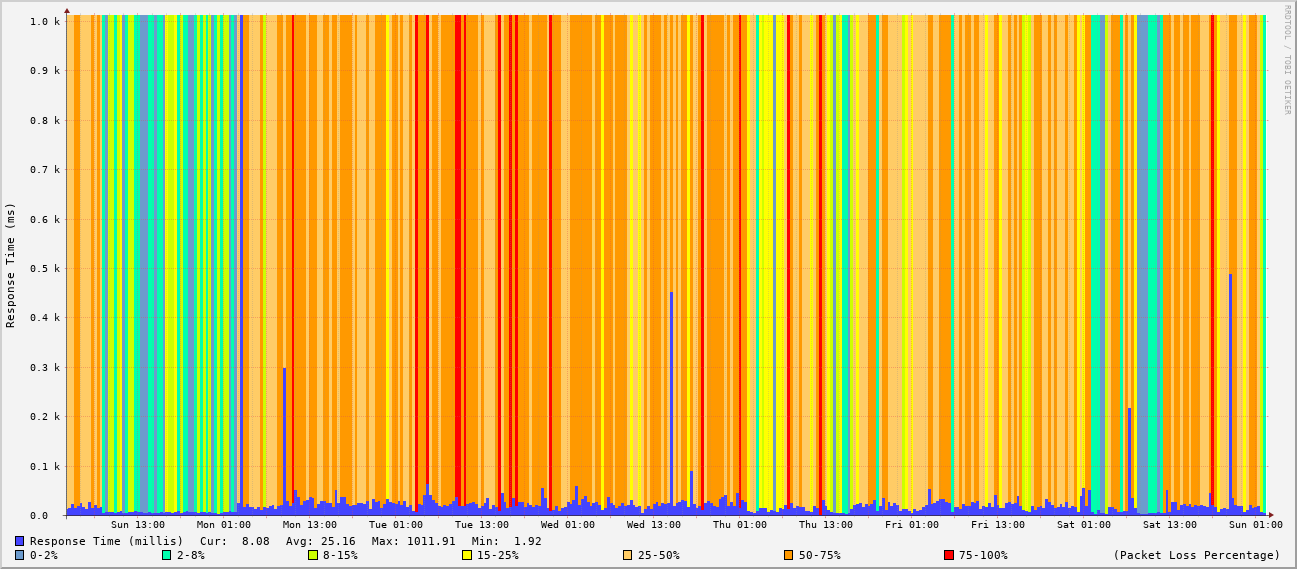 RRDTOOL / TOBI OETIKER
Response Time (ms)
1.0 k
0.9 k
0.8 k
0.7 k
0.6 k
0.5 k
0.4 k
0.3 k
0.2 k
0.1 k
0.0
Sun 13:00 Mon 01:00 Mon 13:00 Tue 01:00 Tue 13:00 Wed 01:00 Wed 13:00 Thu 01:00 Thu 13:00 Fri 01:00 Fri 13:00 Sat 01:00 Sat 13:00 Sun 01:00
Response Time (millis) Cur: 8.08 Avg: 25.16 Max: 1011.91 Min: 1.92
0-2% 2-8% 8-15% 15-25% 25-50% 50-75% 75-100% (Packet Loss Percentage)